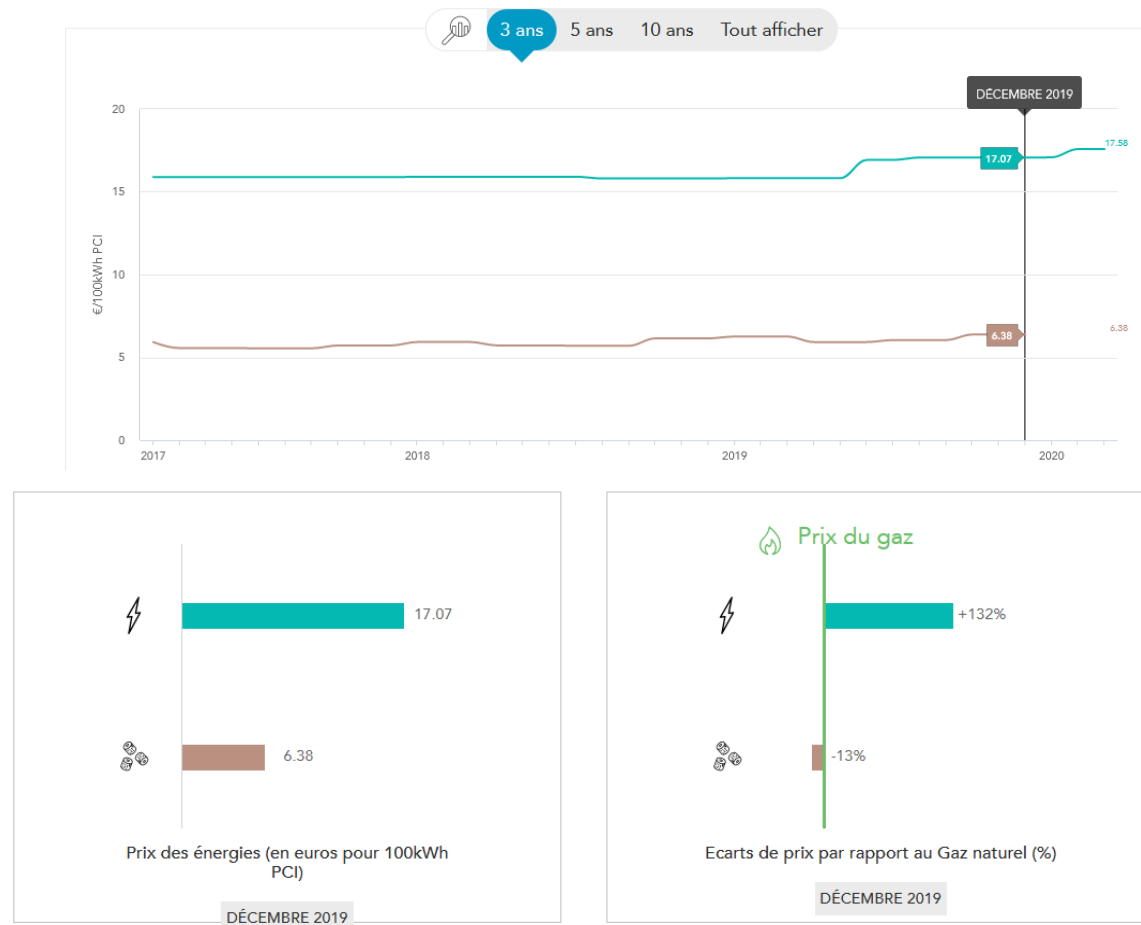 3 ans 5 ans 10 ans Tout afficher
DÉCEMBRE 2019
20
17.58
17.07
15
€/100kWh PCI
10
6.38
6.38
5
0
2017 2018 2019 2020
Prix du gaz
17.07
+132%
6.38
-13%
Prix des énergies (en euros pour 100kWh
PCI)
DÉCEMBRE 2019
Ecarts de prix par rapport au Gaz naturel (%)
DÉCEMBRE 2019